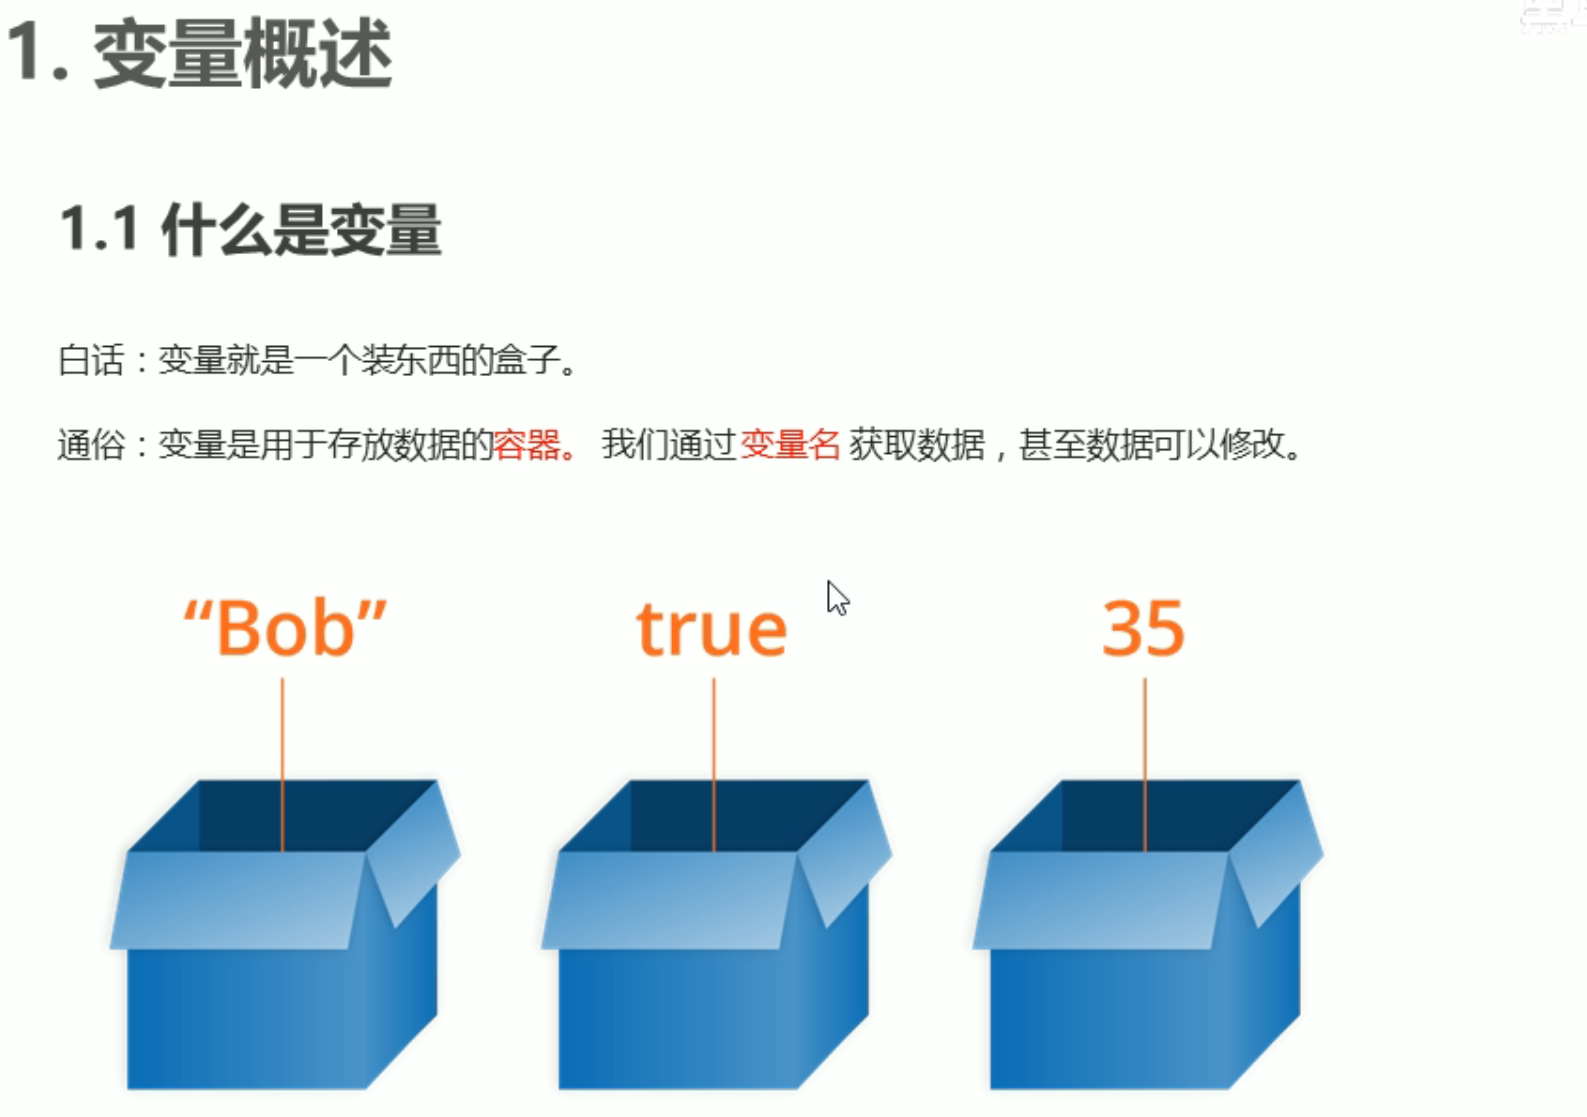 1. 变量概述
1.1 什么是变量
白话：变量就是一个装东西的盒子。
通俗：变量是用于存放数据的容器。 我们通过 变量名 获取数据，甚至数据可以修改。
“Bob” true 35